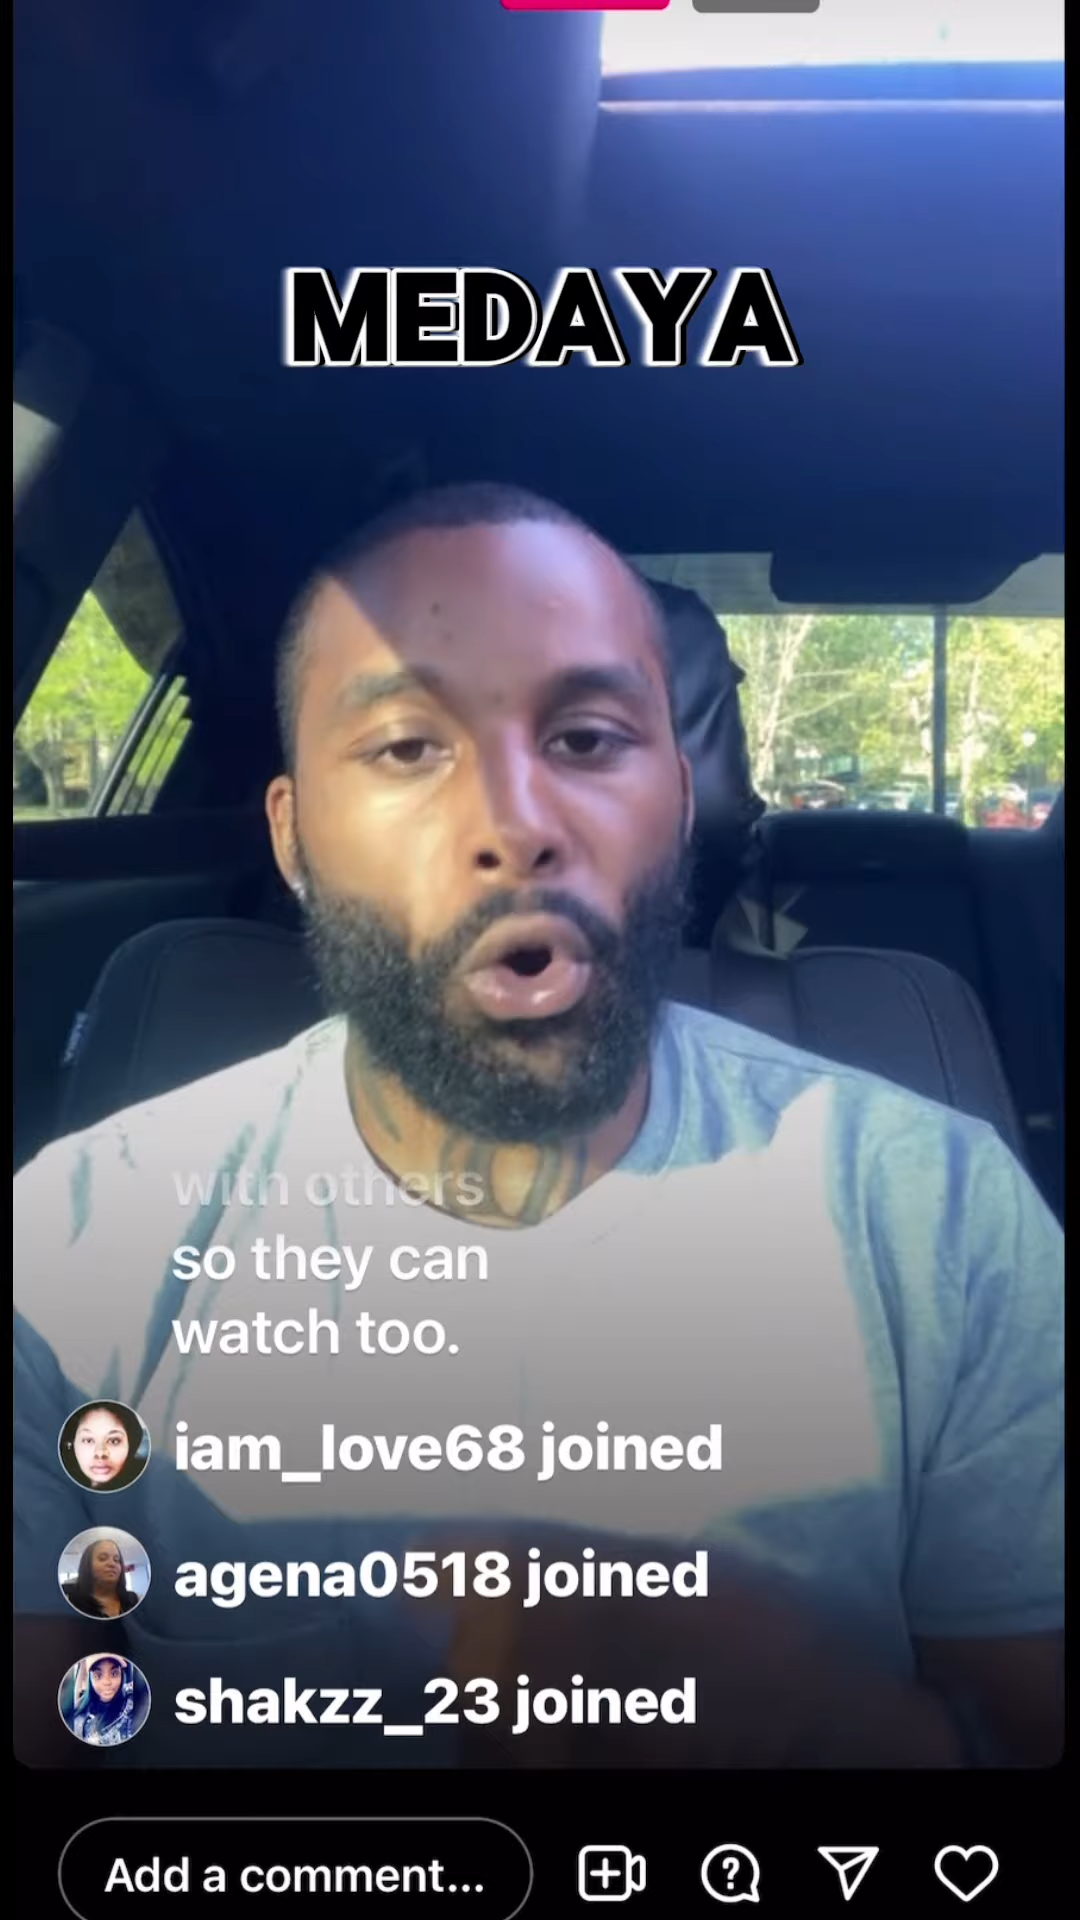 MEDAYA
with others
so they can
watch too.
iam_love68 joined
agena0518 joined
shakzz_23 joined
Add a comment...